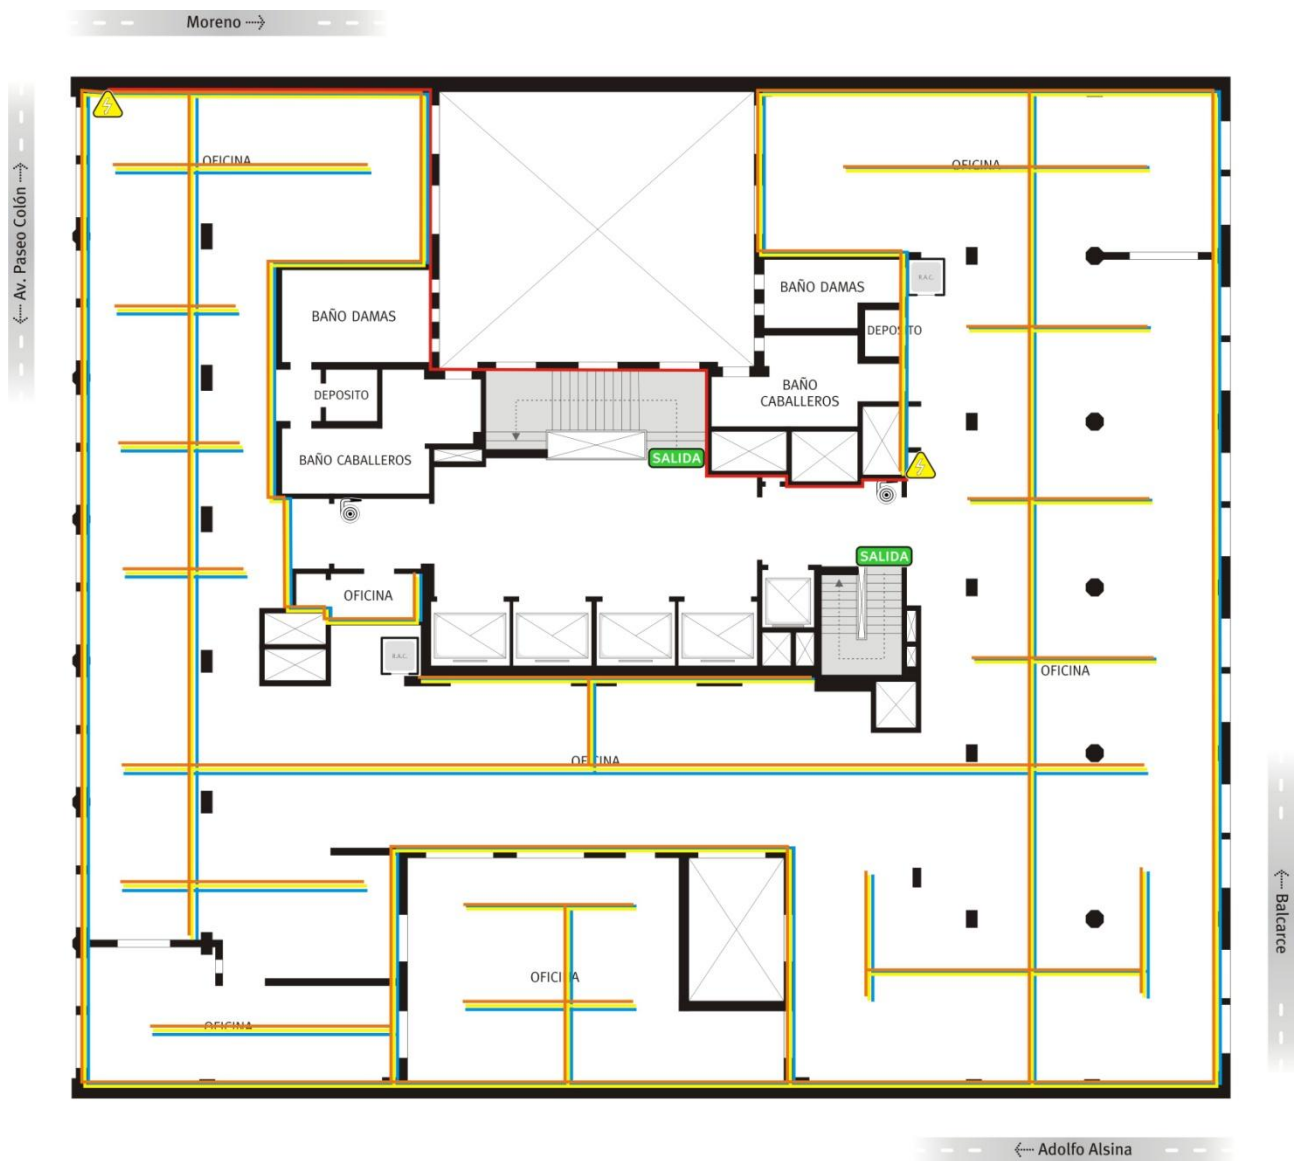 Moreno
Av. Paseo Colón
OFICINA
OFICINA
BAÑO DAMAS
R.A.C.
BAÑO DAMAS
DEPOSITO
BAÑO
CABALLEROS
DEPOSITO
BAÑO CABALLEROS
SALIDA
SALIDA
OFICINA
R.A.C.
OFICINA
OFICINA
OFICINA
OFICINA
Balcarce
Adolfo Alsina